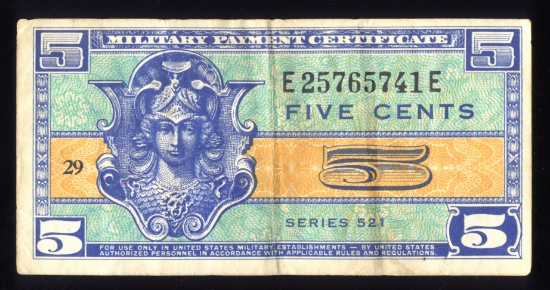 5 MILITARY PAYMENT CERTIFICATE 5
E25765741E
FIVE CENTS
29
5
SERIES 521
5 5
FOR USE ONLY IN UNITED STATES MILITARY ESTABLISHMENTS — BY UNITED STATES
AUTHORIZED PERSONNEL IN ACCORDANCE WITH APPLICABLE RULES AND REGULATIONS.